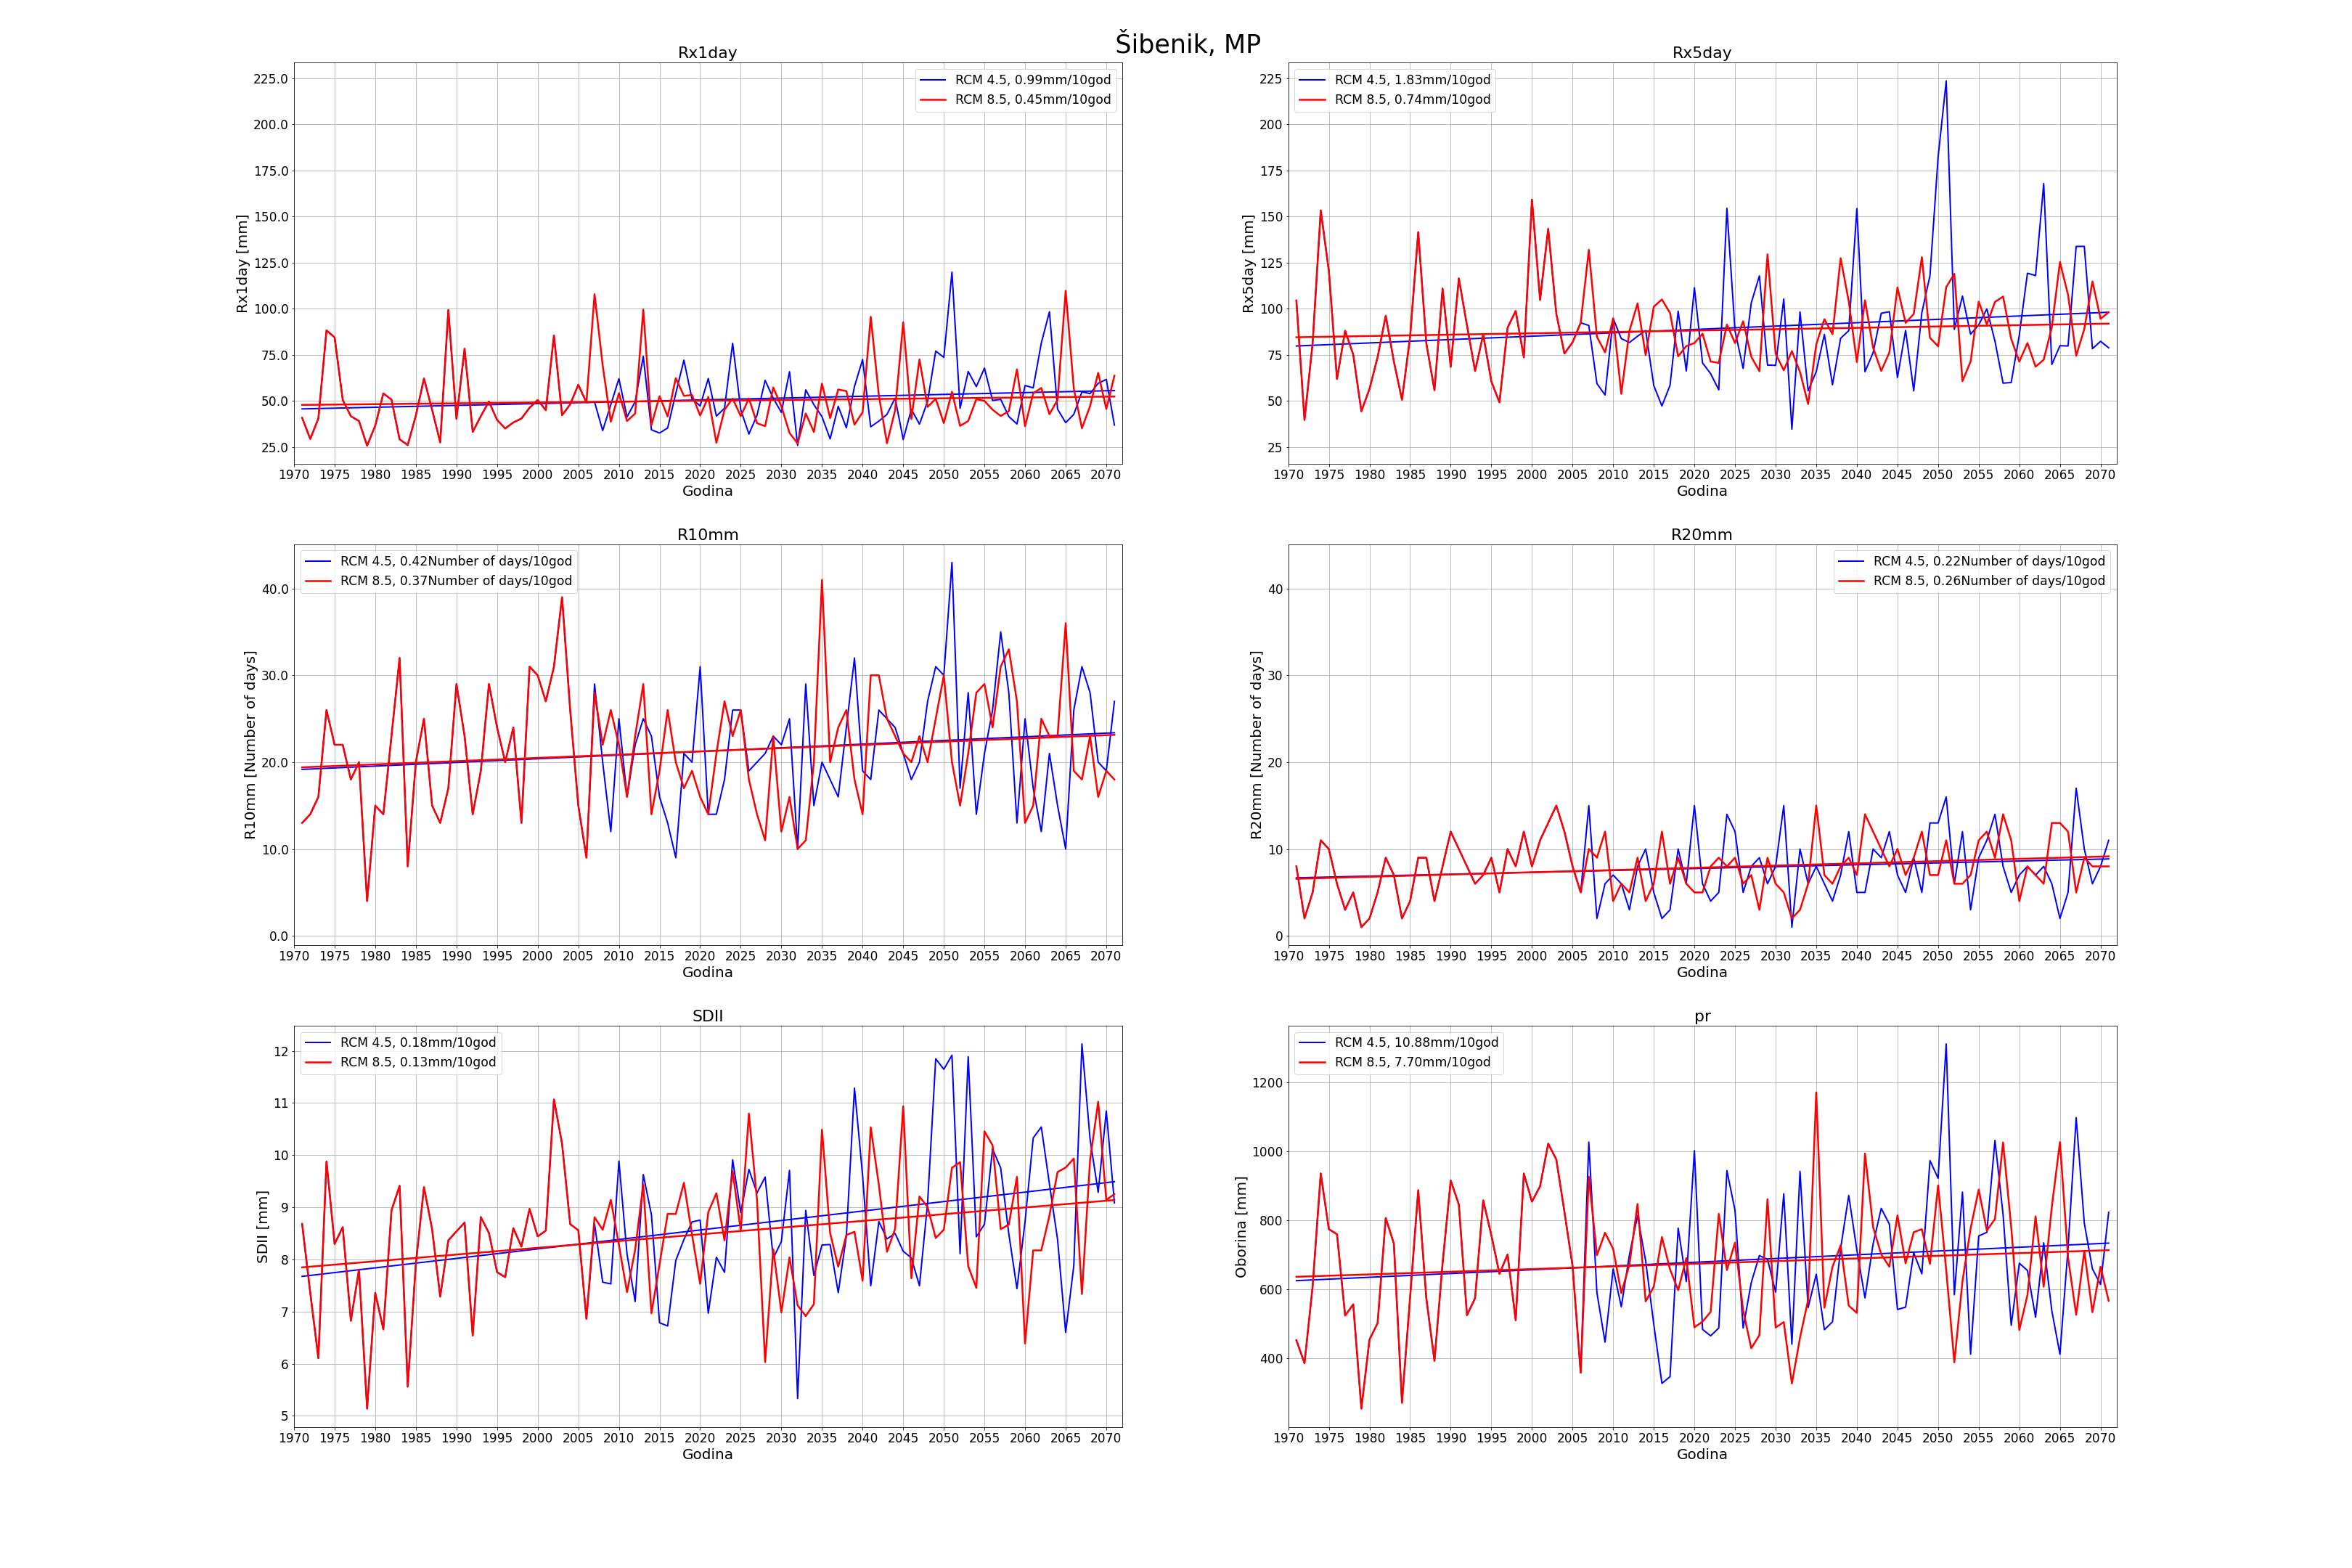 Šibenik, MP
Rx1day
RCM 4.5, 0.99mm/10god
RCM 8.5, 0.45mm/10god
Rx1day [mm]
225.0
200.0
175.0
150.0
125.0
100.0
75.0
50.0
25.0
1970 1975 1980 1985 1990 1995 2000 2005 2010 2015 2020 2025 2030 2035 2040 2045 2050 2055 2060 2065 2070
Godina
Rx5day
RCM 4.5, 1.83mm/10god
RCM 8.5, 0.74mm/10god
Rx5day [mm]
225
200
175
150
125
100
75
50
25
1970 1975 1980 1985 1990 1995 2000 2005 2010 2015 2020 2025 2030 2035 2040 2045 2050 2055 2060 2065 2070
Godina
R10mm
RCM 4.5, 0.42Number of days/10god
RCM 8.5, 0.37Number of days/10god
R10mm [Number of days]
40.0
30.0
20.0
10.0
0.0
1970 1975 1980 1985 1990 1995 2000 2005 2010 2015 2020 2025 2030 2035 2040 2045 2050 2055 2060 2065 2070
Godina
R20mm
RCM 4.5, 0.22Number of days/10god
RCM 8.5, 0.26Number of days/10god
R20mm [Number of days]
40
30
20
10
0
1970 1975 1980 1985 1990 1995 2000 2005 2010 2015 2020 2025 2030 2035 2040 2045 2050 2055 2060 2065 2070
Godina
SDII
RCM 4.5, 0.18mm/10god
RCM 8.5, 0.13mm/10god
SDII [mm]
12
11
10
9
8
7
6
5
1970 1975 1980 1985 1990 1995 2000 2005 2010 2015 2020 2025 2030 2035 2040 2045 2050 2055 2060 2065 2070
Godina
pr
RCM 4.5, 10.88mm/10god
RCM 8.5, 7.70mm/10god
Oborina [mm]
1200
1000
800
600
400
1970 1975 1980 1985 1990 1995 2000 2005 2010 2015 2020 2025 2030 2035 2040 2045 2050 2055 2060 2065 2070
Godina